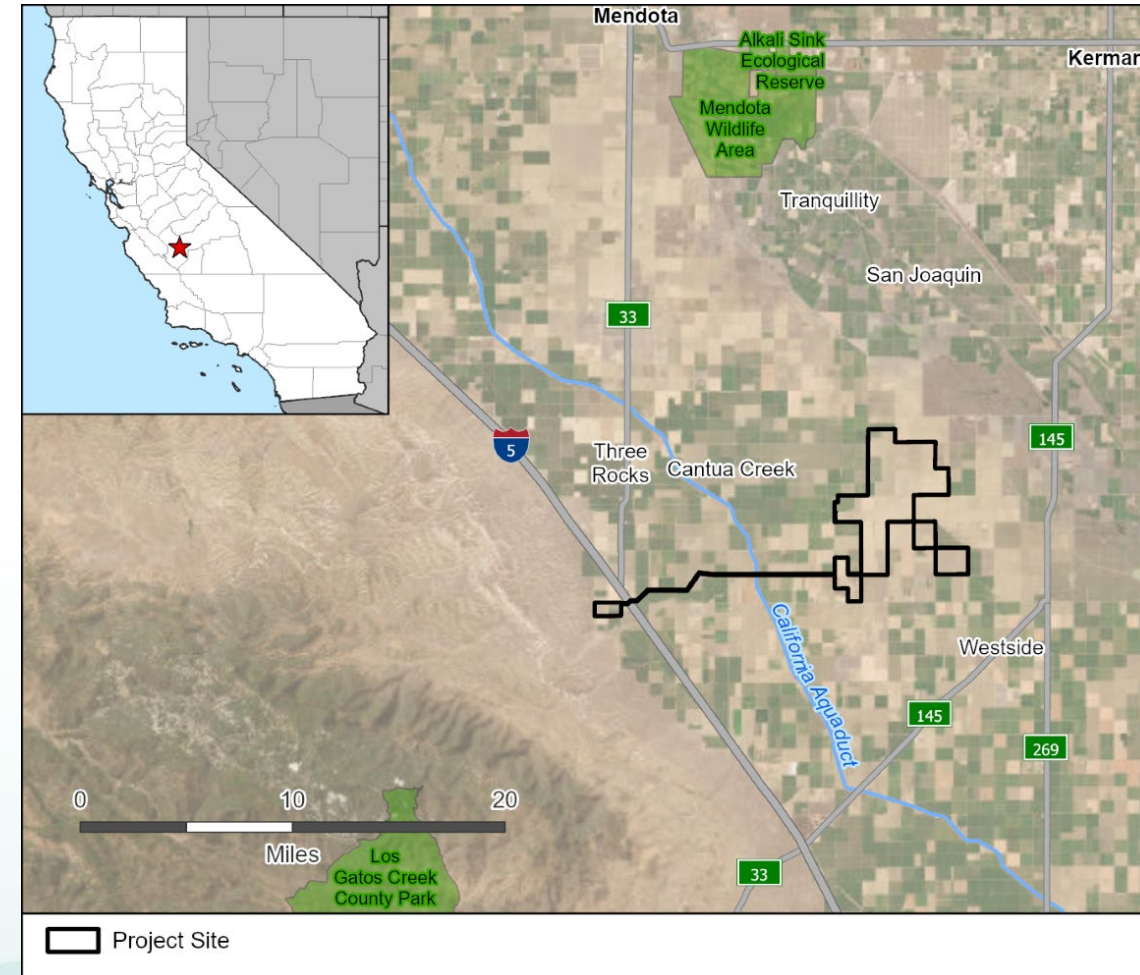 Mendota
Alkali Sink
Ecological
Reserve
Kerman
Mendota
Wildlife
Area
Tranquillity
San Joaquin
33
145
5
Three
Rocks
Cantua Creek
California Aquaduct
Westside
145
269
0 10 20
Miles
Los
Gatos Creek
County Park
33
Project Site